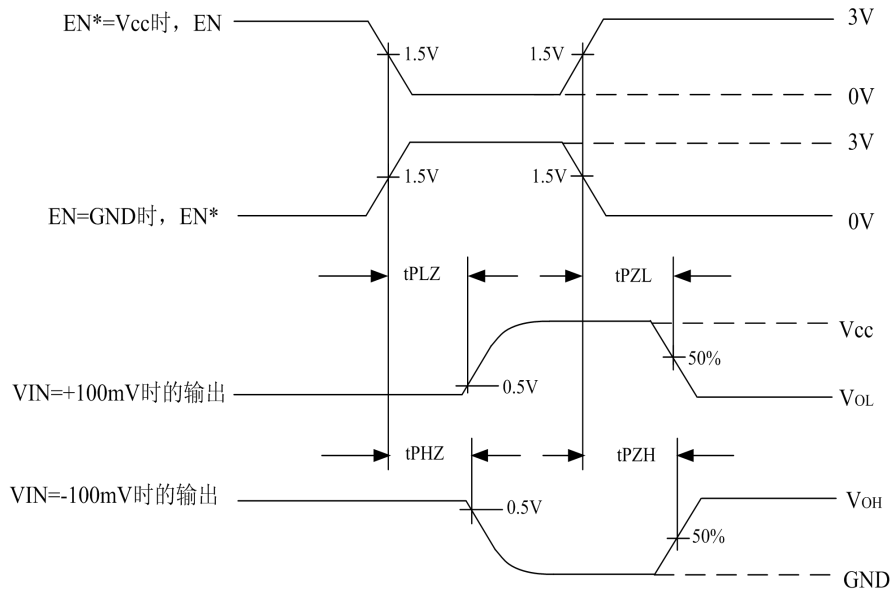 EN*=Vcc时，EN
1.5V
1.5V
3V
0V
3V
1.5V
1.5V
EN=GND时，EN*
0V
tPLZ
tPZL
Vcc
50%
0.5V
VIN=+100mV时的输出
VOL
tPHZ
tPZH
VIN=-100mV时的输出
0.5V
VOH
50%
GND